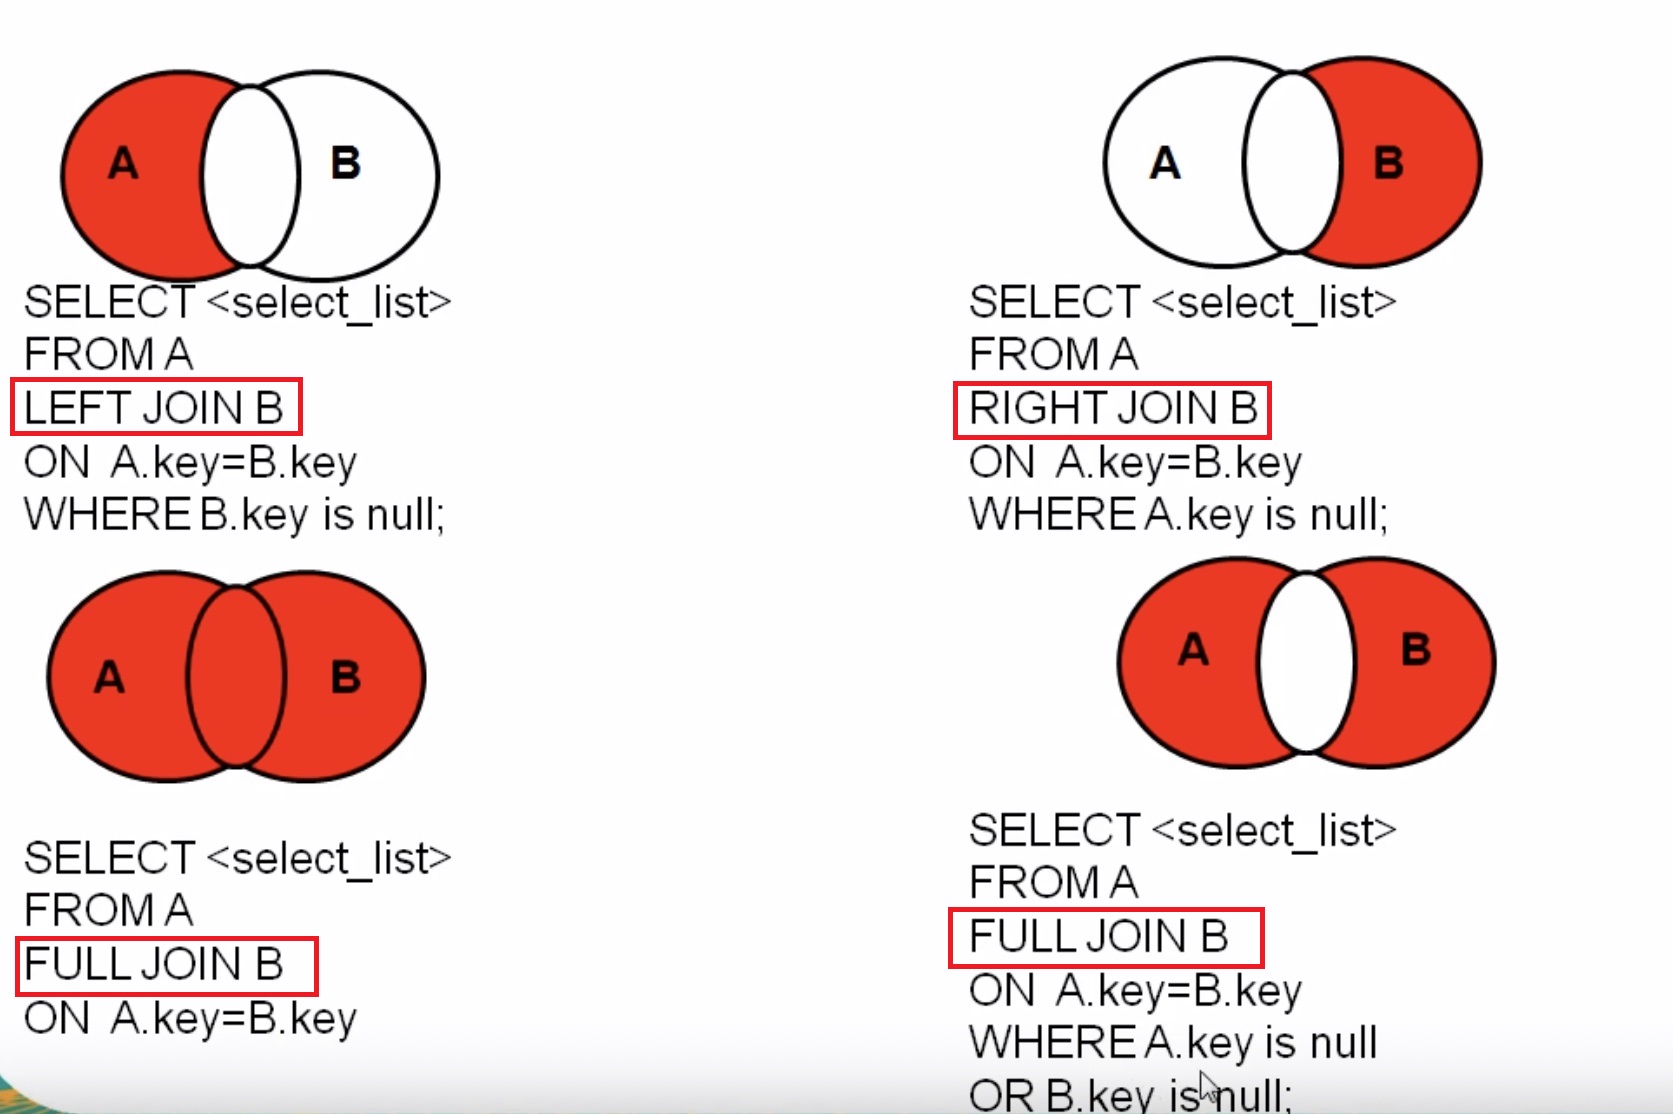 A B
SELECT <select_list>
FROM A
LEFT JOIN B
ON A.key=B.key
WHERE B.key is null;
A B
SELECT <select_list>
FROM A
RIGHT JOIN B
ON A.key=B.key
WHERE A.key is null;
A B
SELECT <select_list>
FROM A
FULL JOIN B
ON A.key=B.key
A B
SELECT <select_list>
FROM A
FULL JOIN B
ON A.key=B.key
WHERE A.key is null
OR B.key is null;